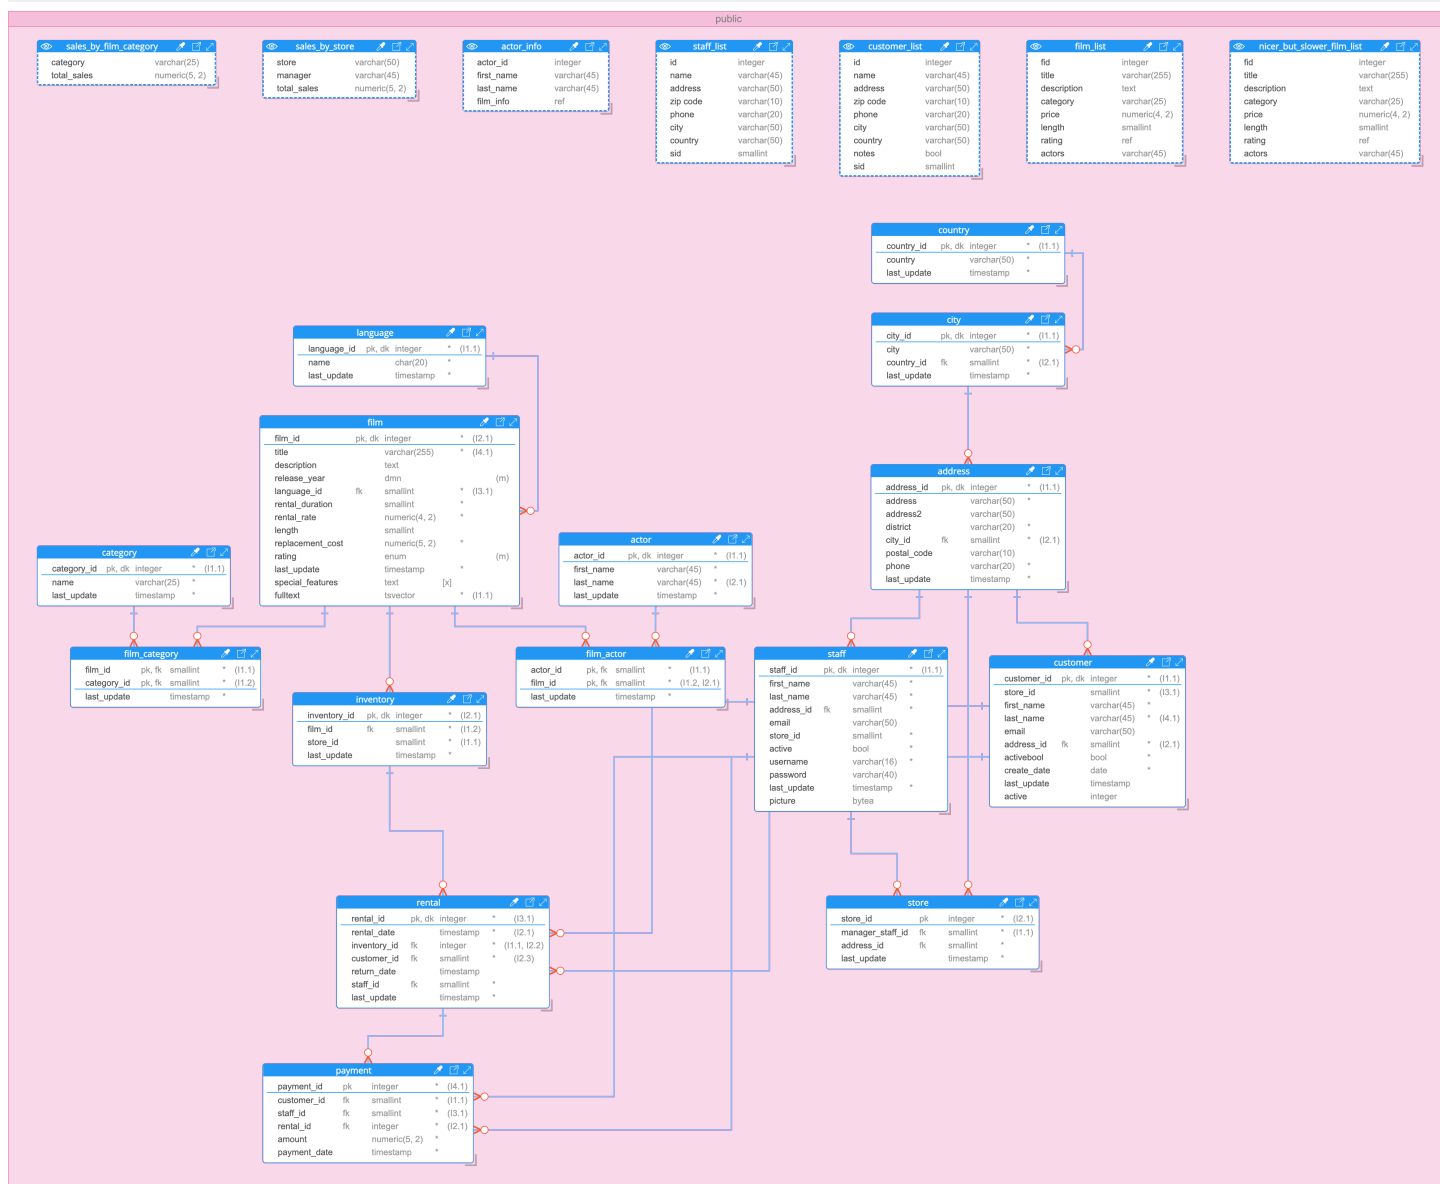 public
sales_by_film_category
category varchar(25)
total_sales numeric(5, 2)
sales_by_store
store varchar(50)
manager varchar(45)
total_sales numeric(5, 2)
actor_info
actor_id integer
first_name varchar(45)
last_name varchar(45)
film_info ref
staff_list
id integer
name varchar(45)
address varchar(50)
zip code varchar(10)
phone varchar(20)
city varchar(50)
country varchar(50)
sid smallint
customer_list
id integer
name varchar(45)
address varchar(50)
zip code varchar(10)
phone varchar(20)
city varchar(50)
country varchar(50)
notes bool
sid smallint
film_list
fid integer
title varchar(255)
description text
category varchar(25)
price numeric(4, 2)
length smallint
rating ref
actors varchar(45)
nicer_but_slower_film_list
fid integer
title varchar(255)
description text
category varchar(25)
price numeric(4, 2)
length smallint
rating ref
actors varchar(45)
country
country_id pk, dk integer * (I1.1)
country varchar(50) *
last_update timestamp *
city
city_id pk, dk integer * (I1.1)
city varchar(50) *
country_id fk smallint * (I2.1)
last_update timestamp *
language
language_id pk, dk integer * (I1.1)
name char(20) *
last_update timestamp *
film
film_id pk, dk integer * (I2.1)
title varchar(255) * (I4.1)
description text
release_year dmn (m)
language_id fk smallint * (I3.1)
rental_duration smallint *
rental_rate numeric(4, 2) *
length smallint
replacement_cost numeric(5, 2) *
rating enum (m)
last_update timestamp *
special_features text [x]
fulltext tsvector * (I1.1)
address
address_id pk, dk integer * (I1.1)
address varchar(50) *
address2 varchar(50)
district varchar(20) *
city_id fk smallint * (I2.1)
postal_code varchar(10)
phone varchar(20) *
last_update timestamp *
category
category_id pk, dk integer * (I1.1)
name varchar(25) *
last_update timestamp *
actor
actor_id pk, dk integer * (I1.1)
first_name varchar(45) *
last_name varchar(45) * (I2.1)
last_update timestamp *
film_category
film_id pk, fk smallint * (I1.1)
category_id pk, fk smallint * (I1.2)
last_update timestamp *
film_actor
actor_id pk, fk smallint * (I1.1)
film_id pk, fk smallint * (I1.2, I2.1)
last_update timestamp *
staff
staff_id pk, dk integer * (I1.1)
first_name varchar(45) *
last_name varchar(45) *
address_id fk smallint *
email varchar(50)
store_id smallint *
active bool *
username varchar(16) *
password varchar(40)
last_update timestamp *
picture bytea
customer
customer_id pk, dk integer * (I1.1)
store_id smallint * (I3.1)
first_name varchar(45) *
last_name varchar(45) * (I4.1)
email varchar(50)
address_id fk smallint * (I2.1)
activebool bool *
create_date date *
last_update timestamp
active integer
inventory
inventory_id pk, dk integer * (I2.1)
film_id fk smallint * (I1.2)
store_id smallint * (I1.1)
last_update timestamp *
rental
rental_id pk, dk integer * (I3.1)
rental_date timestamp * (I2.1)
inventory_id fk integer * (I1.1, I2.2)
customer_id fk smallint * (I2.3)
return_date timestamp
staff_id fk smallint *
last_update timestamp *
store
store_id pk integer * (I2.1)
manager_staff_id fk smallint * (I1.1)
address_id fk smallint *
last_update timestamp *
payment
payment_id pk integer * (I4.1)
customer_id fk smallint * (I1.1)
staff_id fk smallint * (I3.1)
rental_id fk integer * (I2.1)
amount numeric(5, 2) *
payment_date timestamp *